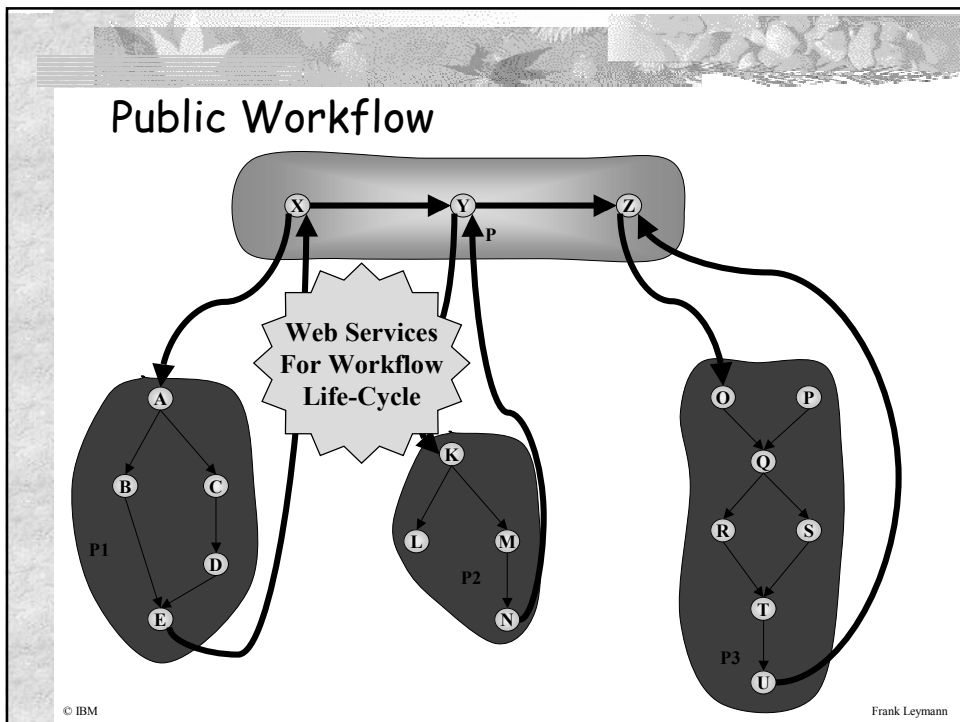 Public Workflow
X
Y
Z
P
Web Services
For Workflow
Life-Cycle
A
B
C
P1
D
E
K
L
M
P2
N
O
P
Q
R
S
T
P3
U
© IBM
Frank Leymann